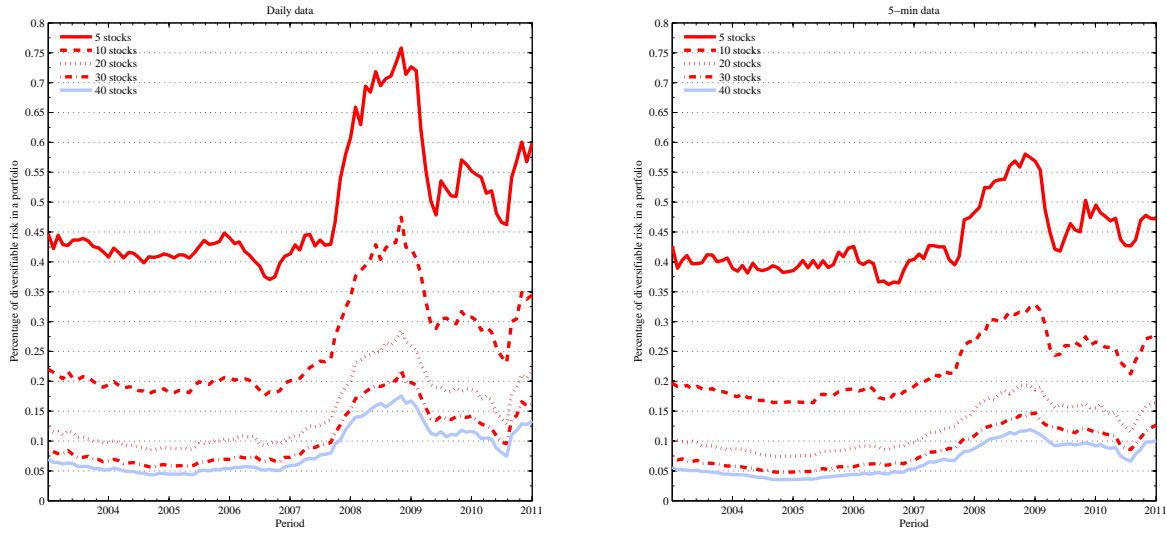 Daily data
0.8
0.75
0.7
0.65
0.6
0.55
0.5
0.45
0.4
0.35
0.3
0.25
0.2
0.15
0.1
0.05
0
5 stocks
10 stocks
20 stocks
30 stocks
40 stocks
Percentage of diversifiable risk in a portfolio
2004 2005 2006 2007 2008 2009 2010 2011
Period
5−min data
0.8
0.75
0.7
0.65
0.6
0.55
0.5
0.45
0.4
0.35
0.3
0.25
0.2
0.15
0.1
0.05
0
5 stocks
10 stocks
20 stocks
30 stocks
40 stocks
Percentage of diversifiable risk in a portfolio
2004 2005 2006 2007 2008 2009 2010 2011
Period